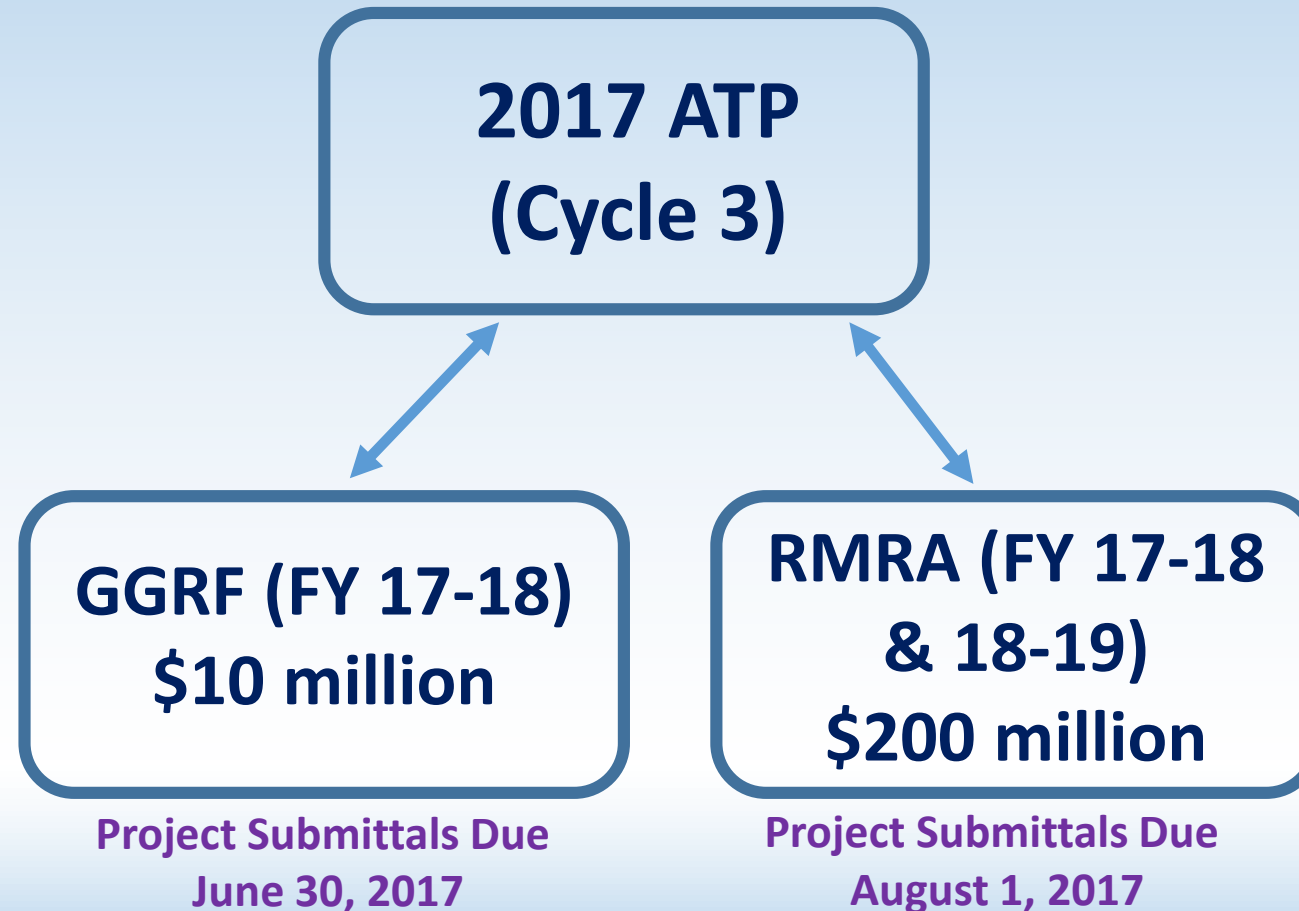 2017 ATP
(Cycle 3)
GGRF (FY 17-18)
$10 million
RMRA (FY 17-18
& 18-19)
$200 million
Project Submittals Due
June 30, 2017
Project Submittals Due
August 1, 2017